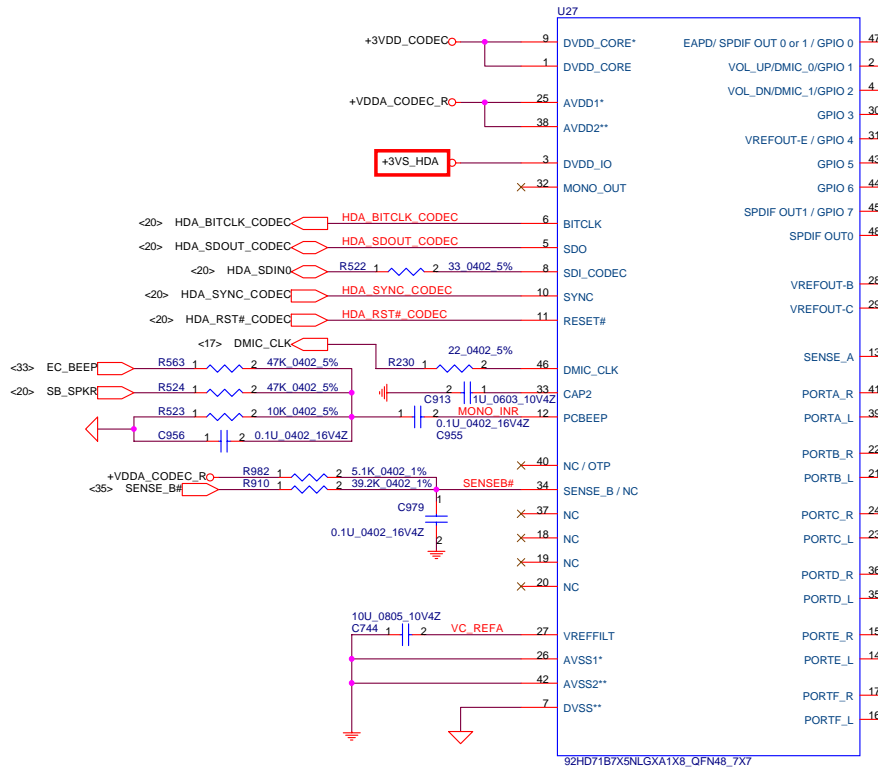 U27
+3VDD_CODEC 9 DVDD_CORE* EAPD/ SPDIF OUT 0 or 1 / GPIO 0 47
1 DVDD_CORE VOL_UP/DMIC_0/GPIO 1 2
VOL_DN/DMIC_1/GPIO 2 4
+VDDA_CODEC_R 25 AVDD1* GPIO 3 30
38 AVDD2** VREFOUT-E / GPIO 4 31
+3VS_HDA 3 DVDD_IO GPIO 5 43
32 MONO_OUT GPIO 6 44
SPDIF OUT1 / GPIO 7 45
<20> HDA_BITCLK_CODEC HDA_BITCLK_CODEC 6 BITCLK
SPDIF OUT0 48
<20> HDA_SDOUT_CODEC HDA_SDOUT_CODEC 5 SDO
<20> HDA_SDIN0 R522 1 2 33_0402_5% 8 SDI_CODEC
VREFOUT-B 28
<20> HDA_SYNC_CODEC HDA_SYNC_CODEC 10 SYNC
VREFOUT-C 29
<20> HDA_RST#_CODEC HDA_RST#_CODEC 11 RESET#
<17> DMIC_CLK
22_0402_5% SENSE_A 13
<33> EC_BEEP R563 1 2 47K_0402_5% R230 1 2 46 DMIC_CLK
<20> SB_SPKR R524 1 2 47K_0402_5% 2 1 33 CAP2 PORTA_R 41
C913 1U_0603_10V4Z
R523 1 2 10K_0402_5% 1 2 MONO_INR 12 PCBEEP PORTA_L 39
0.1U_0402_16V4Z
C956 1 2 0.1U_0402_16V4Z C955
PORTB_R 22
40 NC / OTP
+VDDA_CODEC_R R982 1 2 5.1K_0402_1% PORTB_L 21
<35> SENSE_B# R910 1 2 39.2K_0402_1% SENSEB# 34 SENSE_B / NC
1
C979 37 NC PORTC_R 24
0.1U_0402_16V4Z 18 NC PORTC_L 23
2
19 NC
PORTD_R 36
20 NC
PORTD_L 35
10U_0805_10V4Z
C744 1 2 VC_REFA 27 VREFFILT PORTE_R 15
26 AVSS1* PORTE_L 14
42 AVSS2**
PORTF_R 17
7 DVSS**
PORTF_L 16
92HD71B7X5NLGXA1X8_QFN48_7X7